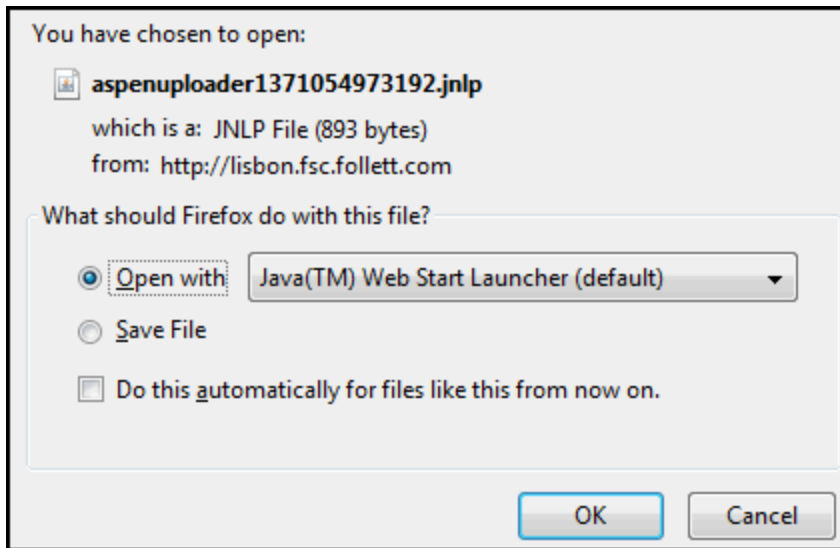 You have chosen to open:
aspenuploader1371054973192.jnlp
which is a: JNLP File (893 bytes)
from: http://lisbon.fsc.follett.com
What should Firefox do with this file?
Open with Java(TM) Web Start Launcher (default)
Save File
Do this automatically for files like this from now on.
OK Cancel